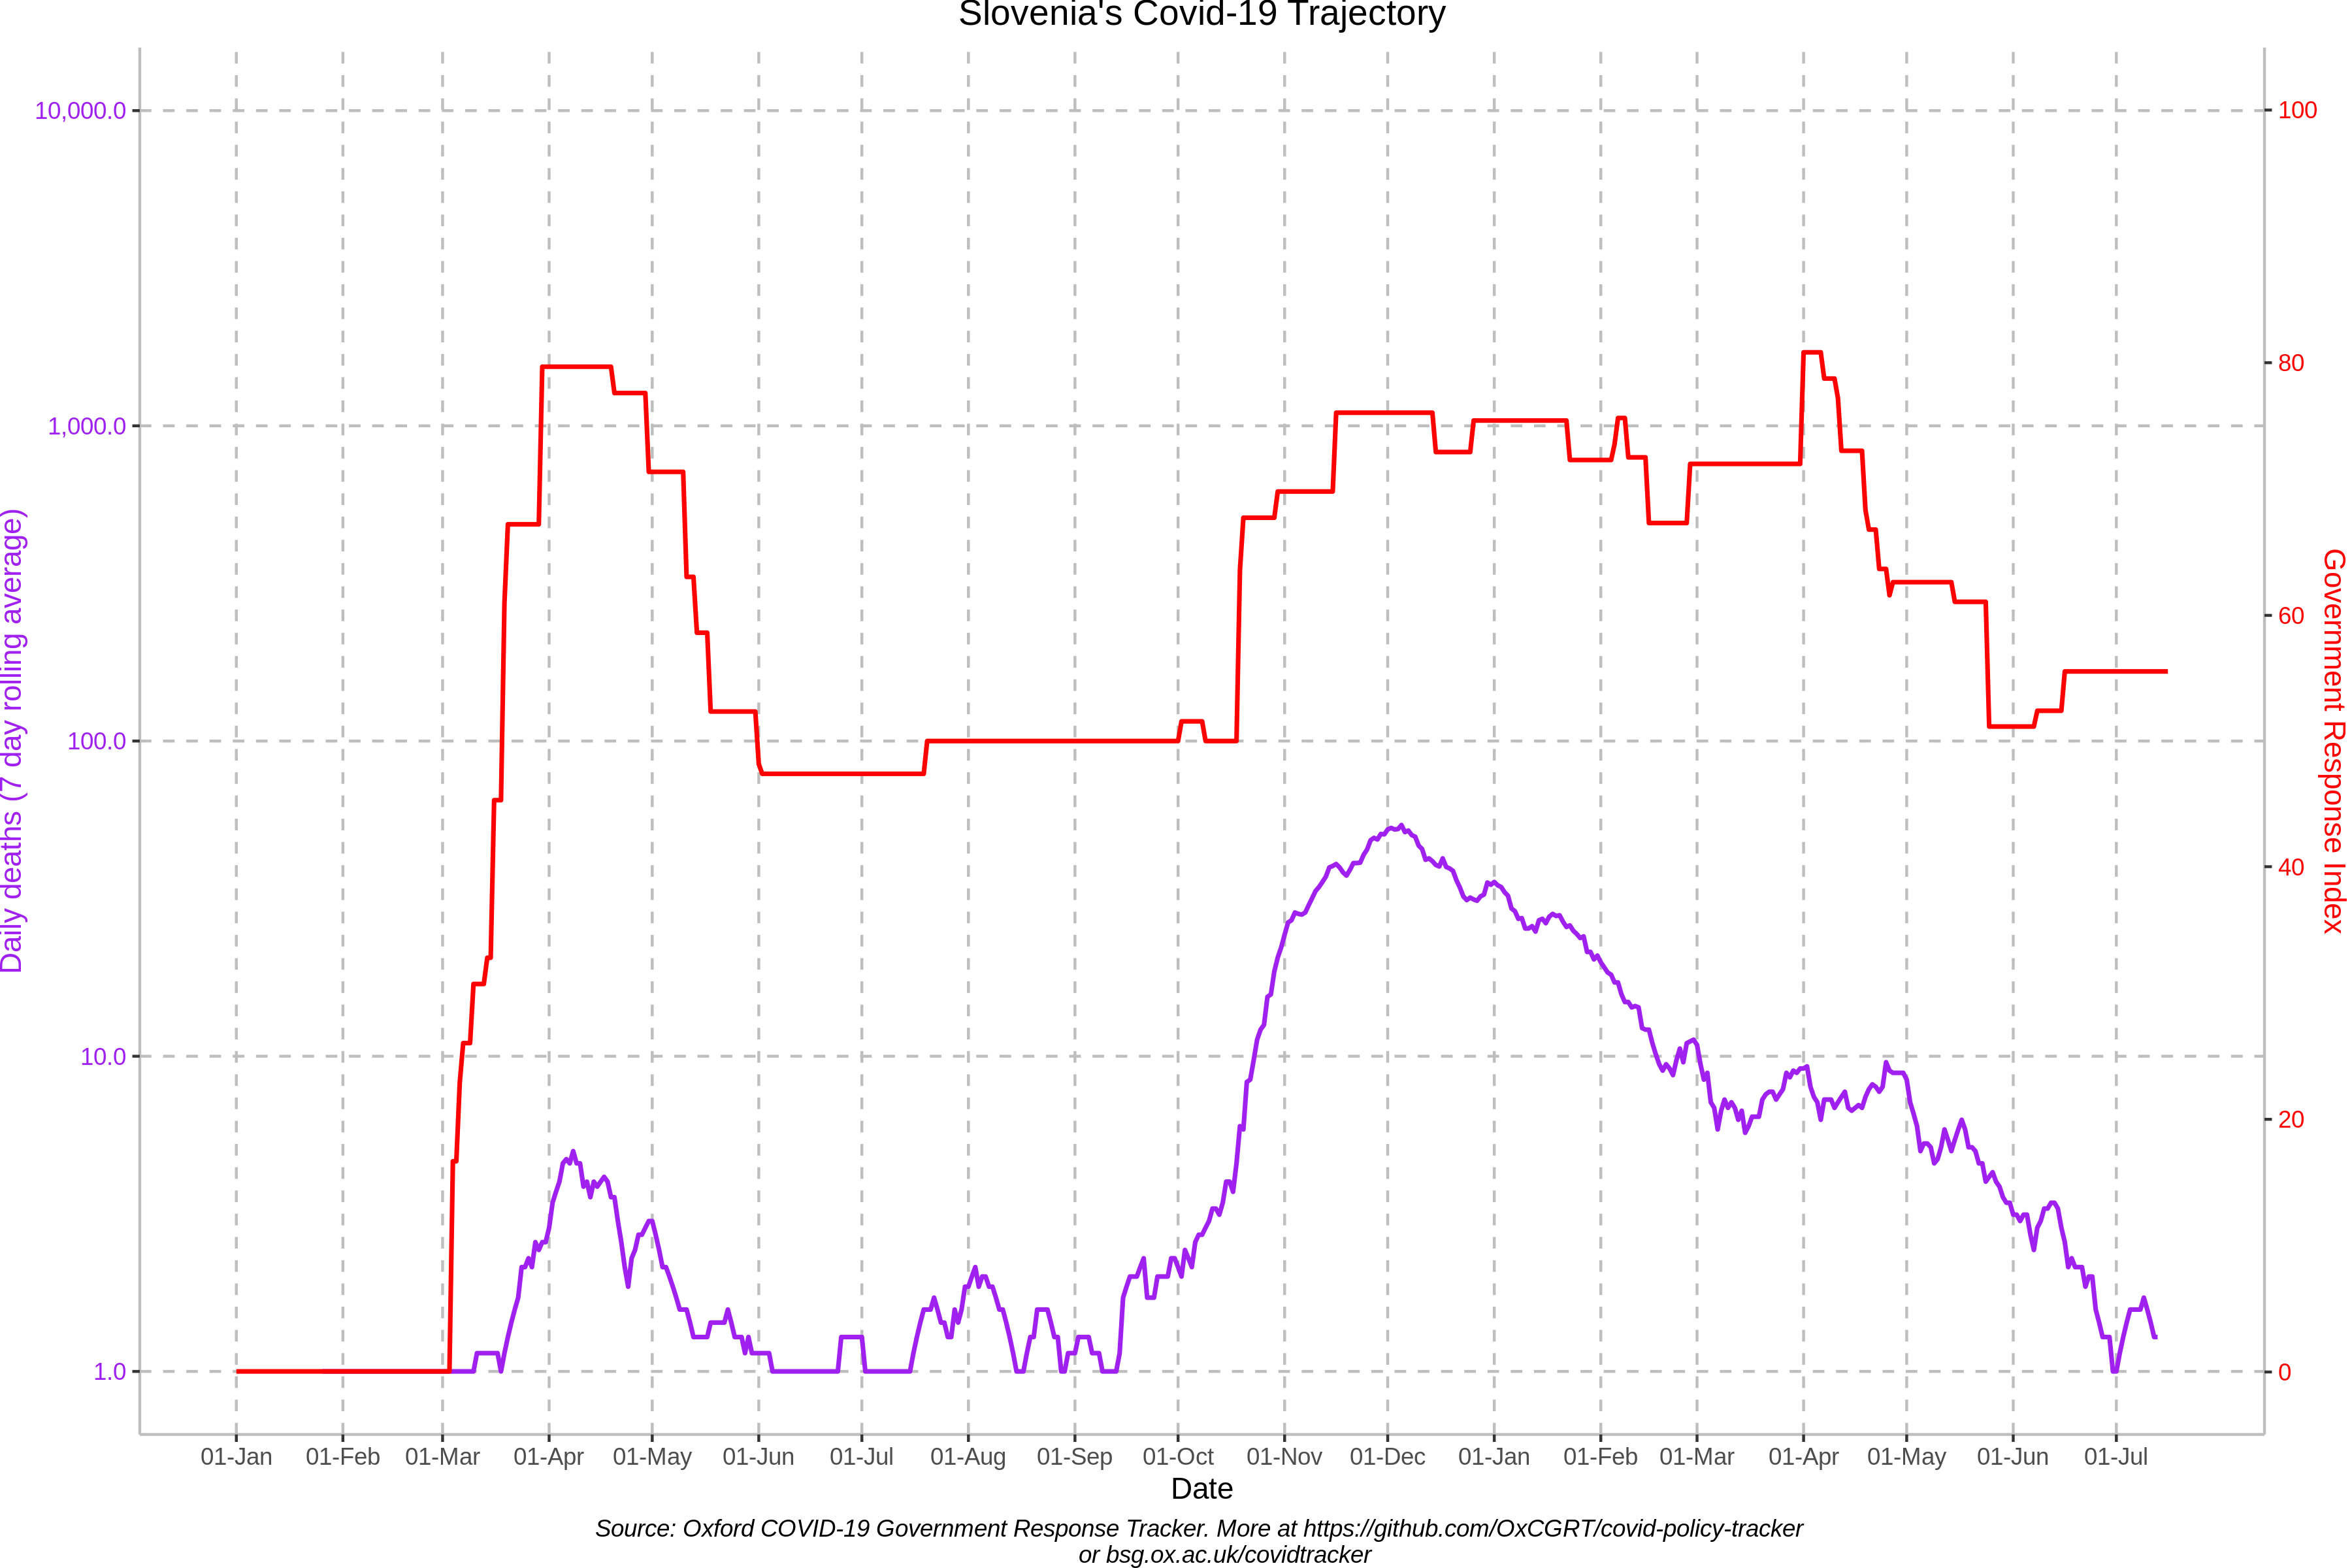 Slovenia's Covid-19 Trajectory
10,000.0
1,000.0
100.0
10.0
1.0
Daily deaths (7 day rolling average)
100
80
60
40
20
0
Government Response Index
01-Jan 01-Feb 01-Mar 01-Apr 01-May 01-Jun 01-Jul 01-Aug 01-Sep 01-Oct 01-Nov 01-Dec 01-Jan 01-Feb 01-Mar 01-Apr 01-May 01-Jun 01-Jul
Date
Source: Oxford COVID-19 Government Response Tracker. More at https://github.com/OxCGRT/covid-policy-tracker
or bsg.ox.ac.uk/covidtracker